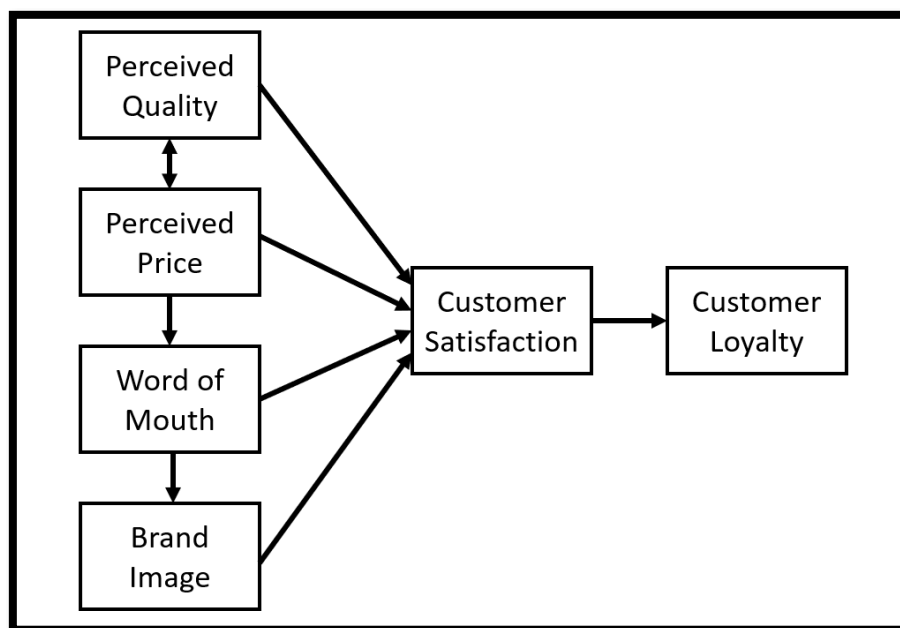 Perceived
Quality
Perceived
Price
Word of
Mouth
Brand
Image
Customer
Satisfaction
Customer
Loyalty